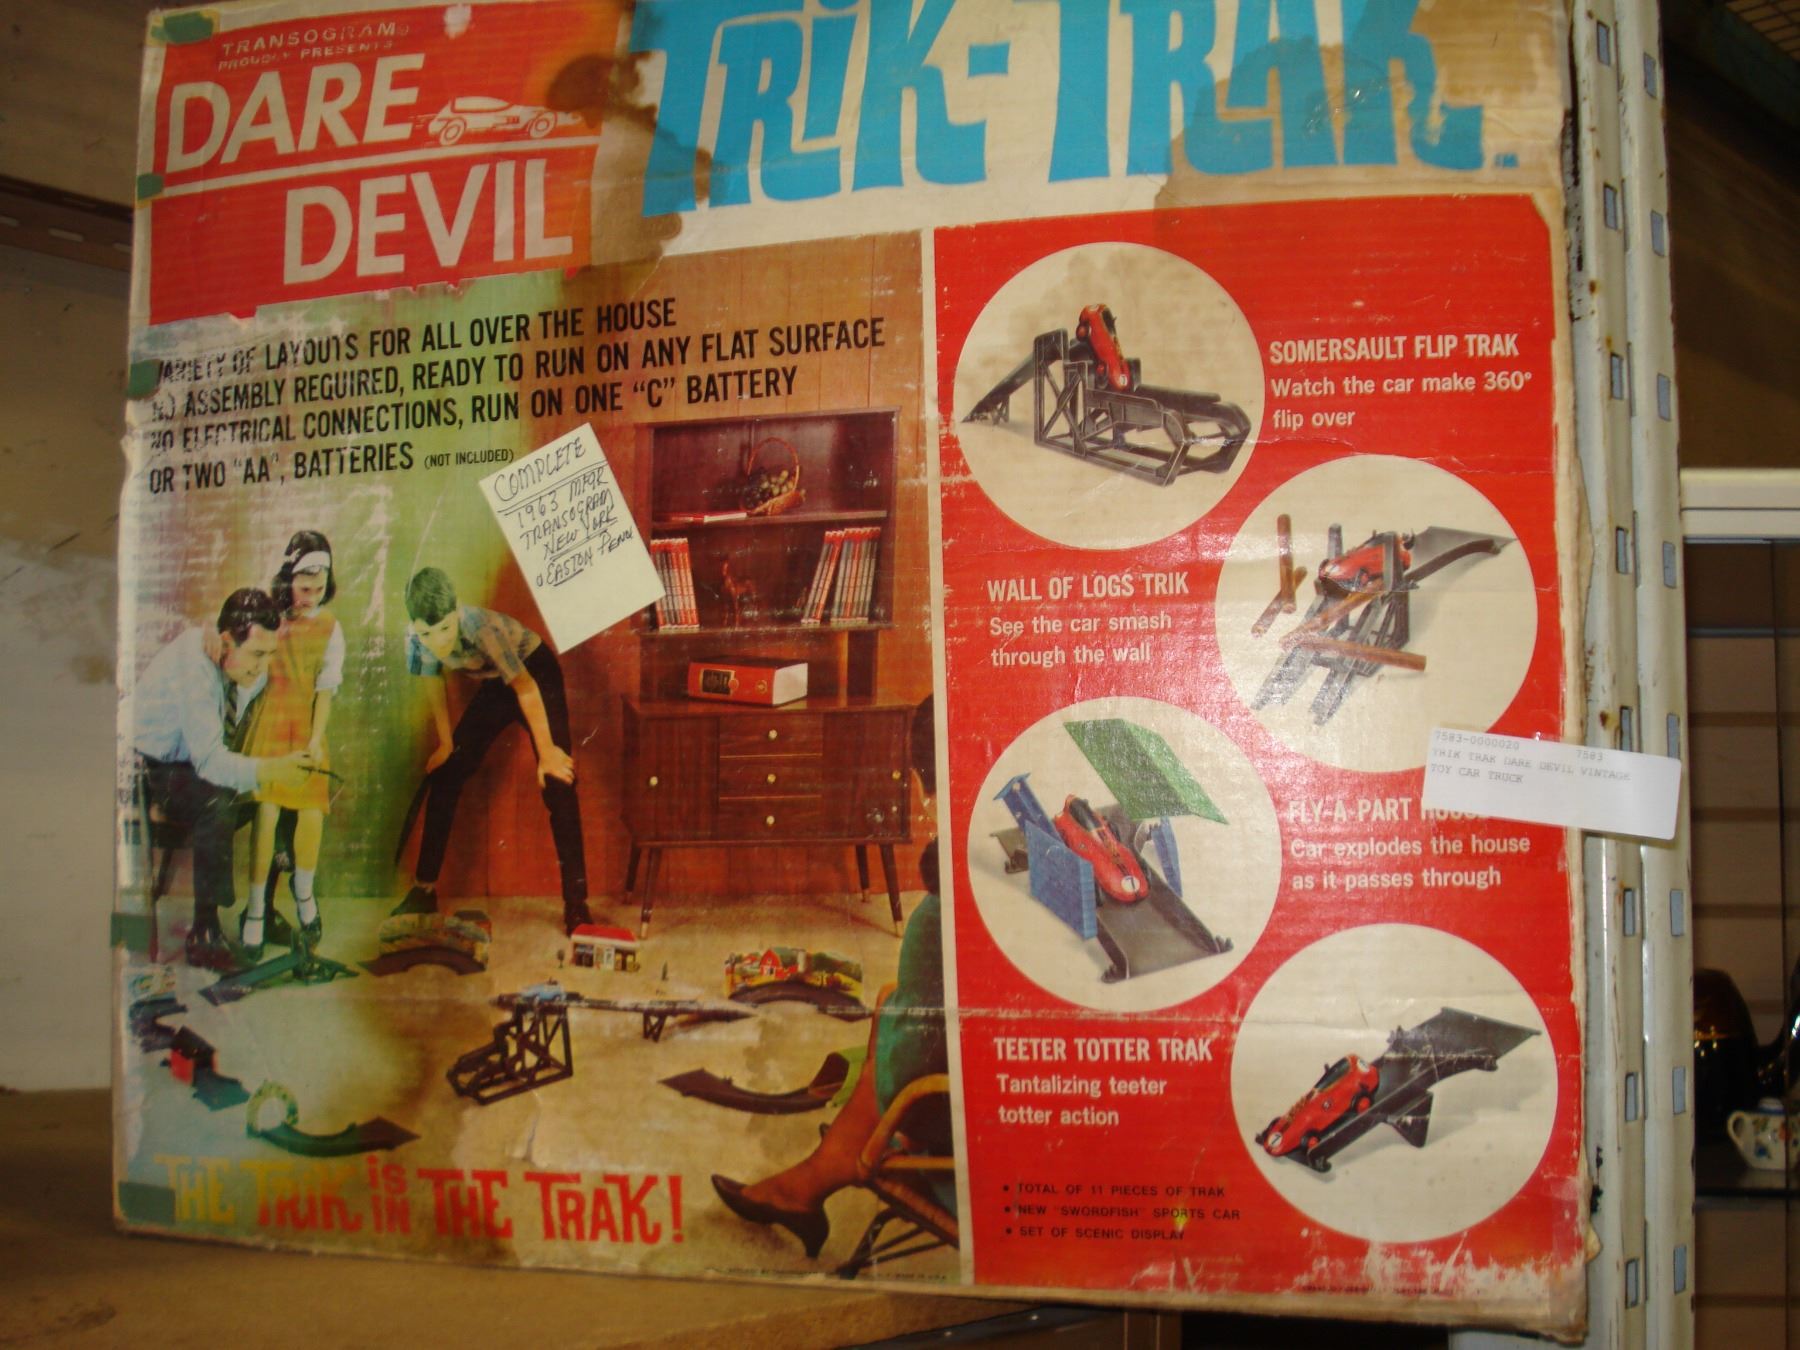 TRANSOGRAM
PROUDLY PRESENTS
DARE
DEVIL
TRiK-TRAK
VARIETY OF LAYOUTS FOR ALL OVER THE HOUSE
NO ASSEMBLY REQUIRED, READY TO RUN ON ANY FLAT SURFACE
NO ELECTRICAL CONNECTIONS, RUN ON ONE "C" BATTERY
OR TWO "AA", BATTERIES (NOT INCLUDED)
COMPLETE
1963 MFGR
TRANSOGRAM
NEW YORK
EASTON PENN
SOMERSAULT FLIP TRAK
Watch the car make 360°
flip over
WALL OF LOGS TRIK
See the car smash
through the wall
7583-0000020 7583
TRIK TRAK DARE DEVIL VINTAGE
TOY CAR TRUCK
FLY-A-PART
Car explodes the house
as it passes through
7
TEETER TOTTER TRAK
Tantalizing teeter
totter action
7
• TOTAL OF 11 PIECES OF TRAK
• NEW "SWORDFISH" SPORTS CAR
• SET OF SCENIC DISPLAY
THE TRiK iS IN THE TRAK!